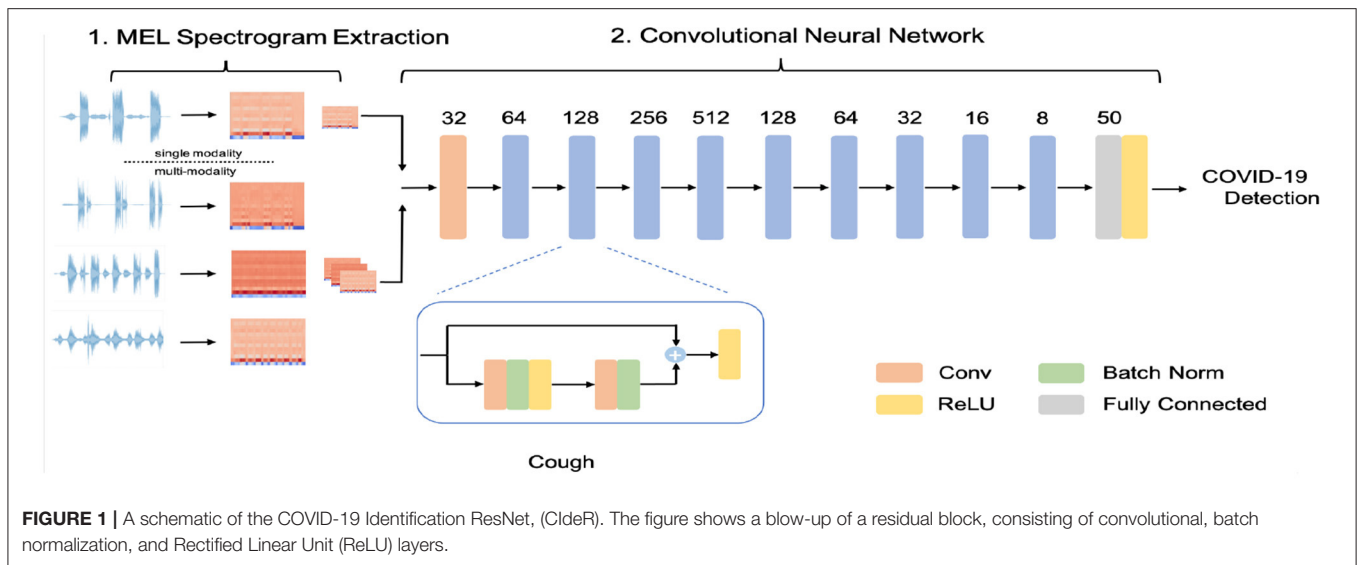 1. MEL Spectrogram Extraction
2. Convolutional Neural Network
32 64 128 256 512 128 64 32 16 8 50
single modality
multi-modality
COVID-19
Detection
Conv
Batch Norm
ReLU
Fully Connected
Cough
FIGURE 1 | A schematic of the COVID-19 Identification ResNet, (CIdeR). The figure shows a blow-up of a residual block, consisting of convolutional, batch
normalization, and Rectified Linear Unit (ReLU) layers.